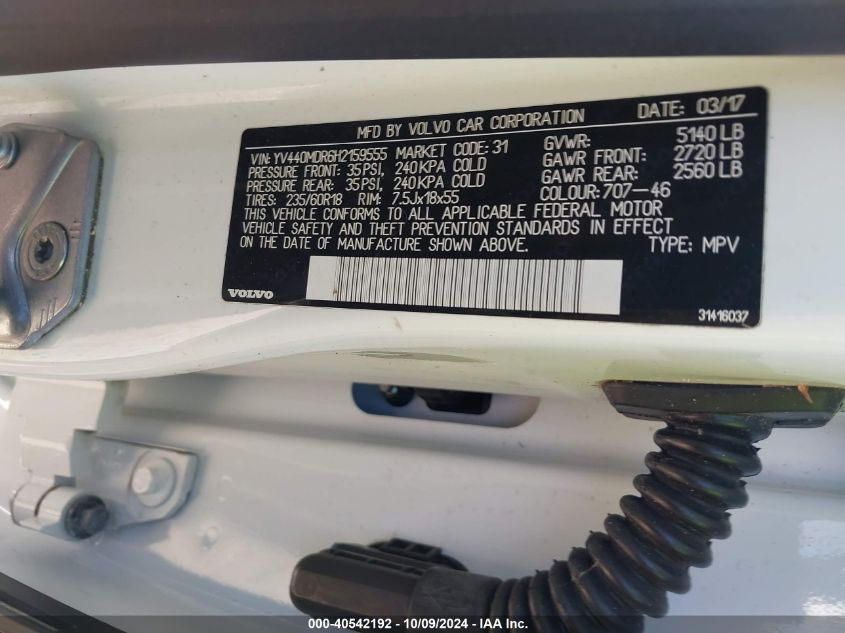 MFD BY VOLVO CAR CORPORATION DATE: 03/17
VIN: YV440MDR6H2159555 MARKET CODE: 31 GVWR: 5140 LB
PRESSURE FRONT: 35PSI, 240KPA COLD GAWR FRONT: 2720 LB
PRESSURE REAR: 35PSI, 240KPA COLD GAWR REAR: 2560 LB
TIRES: 235/60R18 RIM: 7.5Jx18x55 COLOUR: 707-46
THIS VEHICLE CONFORMS TO ALL APPLICABLE FEDERAL MOTOR
VEHICLE SAFETY AND THEFT PREVENTION STANDARDS IN EFFECT
ON THE DATE OF MANUFACTURE SHOWN ABOVE. TYPE: MPV
VOLVO 31416037
000-40542192 - 10/09/2024 - IAA Inc.